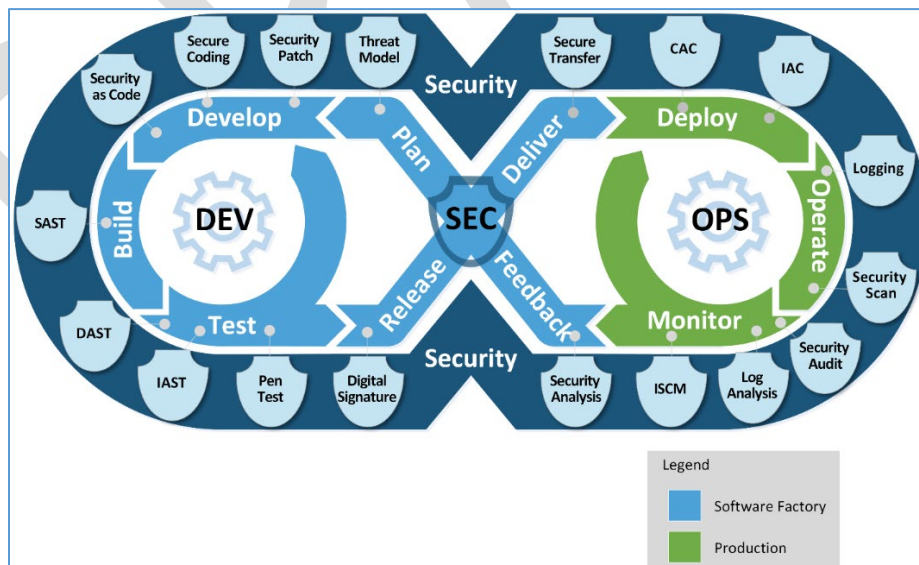 Secure
Coding
Security
Patch
Threat
Model
Secure
Transfer
CAC
IAC
Security
as Code
Security
Develop
Plan
Deliver
Deploy
Logging
SAST
Build
DEV
SEC
OPS
Operate
Security
Scan
DAST
Test
Release
Feedback
Monitor
Security
Audit
IAST
Pen
Test
Digital
Signature
Security
Security
Analysis
ISCM
Log
Analysis
Legend
Software Factory
Production